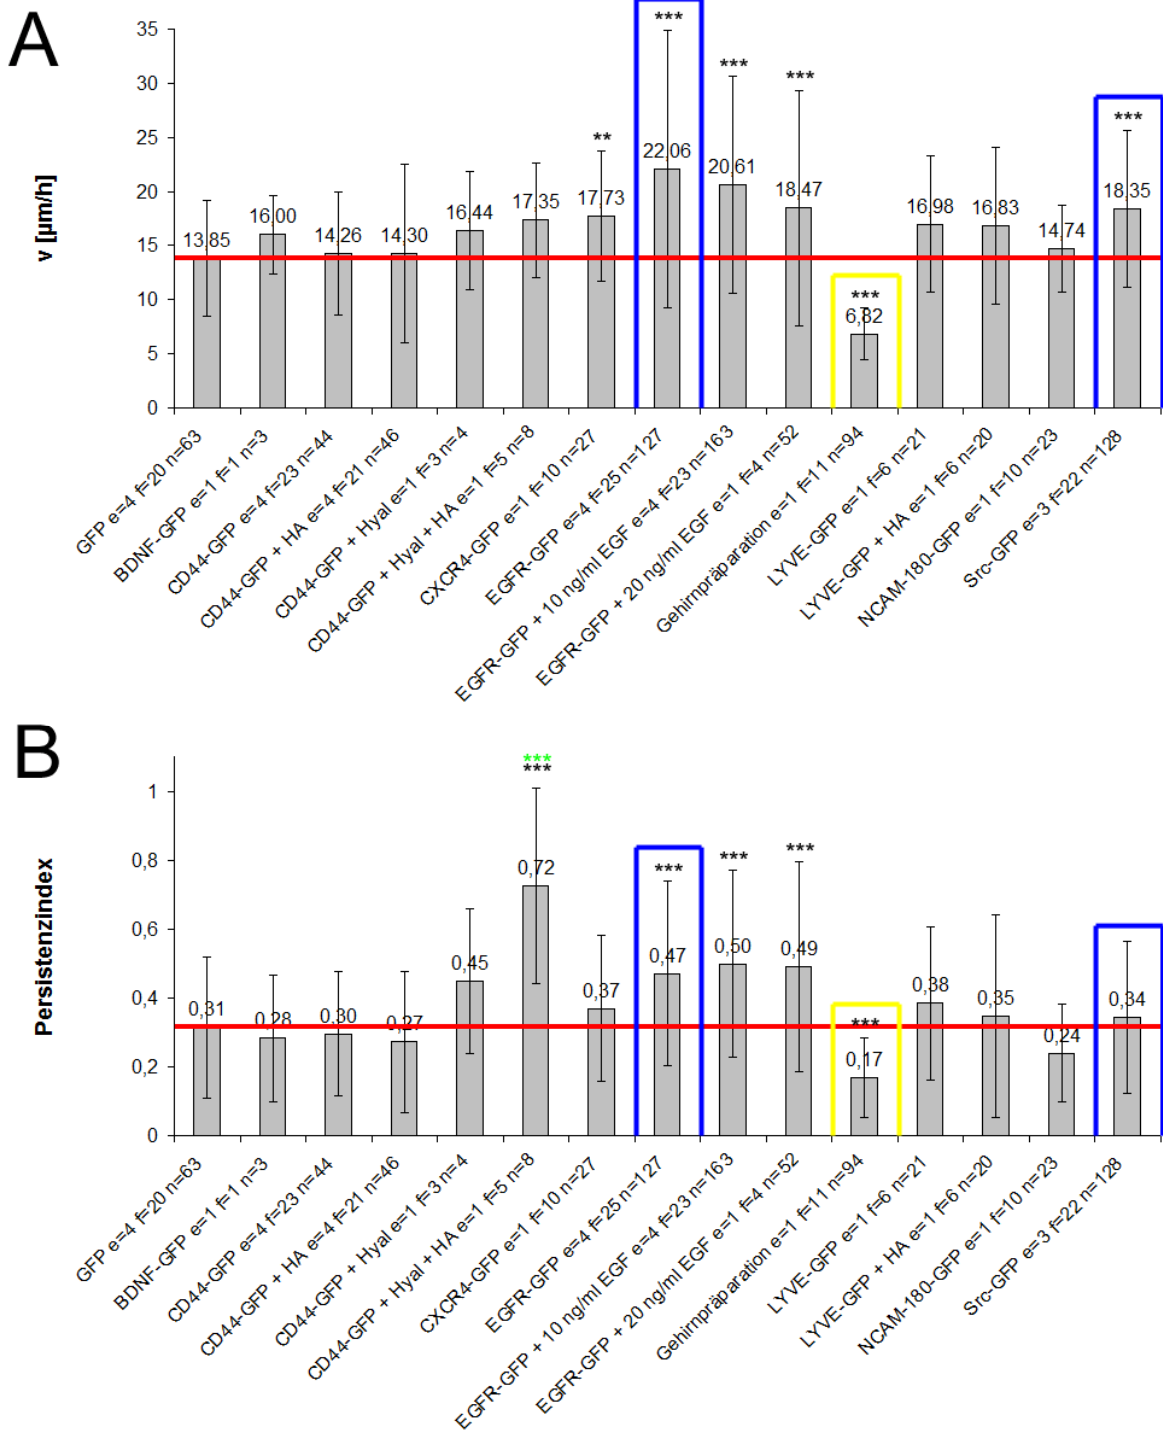 A
v [µm/h]
35
30
25
20
15
10
5
0
13,85
16,00
14,26
14,30
16,44
17,35
**
17,73
***
22,06
***
20,61
***
18,47
***
6,82
16,98
16,83
14,74
***
18,35
GFP e=4 f=20 n=63
BDNF-GFP e=1 f=1 n=3
CD44-GFP e=4 f=23 n=44
CD44-GFP + HA e=4 f=21 n=46
CD44-GFP + Hyal e=1 f=3 n=4
CD44-GFP + Hyal + HA e=1 f=5 n=8
CXCR4-GFP e=1 f=10 n=27
EGFR-GFP e=4 f=25 n=127
EGFR-GFP + 10 ng/ml EGF e=4 f=23 n=163
EGFR-GFP + 20 ng/ml EGF e=1 f=4 n=52
Gehirnpräparation e=1 f=11 n=94
LYVE-GFP e=1 f=6 n=21
LYVE-GFP + HA e=1 f=6 n=20
NCAM-180-GFP e=1 f=10 n=23
Src-GFP e=3 f=22 n=128
B
Persistenzindex
1
0,8
0,6
0,4
0,2
0
0,31
0,28
0,30
0,27
0,45
***
***
0,72
0,37
***
0,47
***
0,50
***
0,49
***
0,17
0,38
0,35
0,24
0,34
GFP e=4 f=20 n=63
BDNF-GFP e=1 f=1 n=3
CD44-GFP e=4 f=23 n=44
CD44-GFP + HA e=4 f=21 n=46
CD44-GFP + Hyal e=1 f=3 n=4
CD44-GFP + Hyal + HA e=1 f=5 n=8
CXCR4-GFP e=1 f=10 n=27
EGFR-GFP e=4 f=25 n=127
EGFR-GFP + 10 ng/ml EGF e=4 f=23 n=163
EGFR-GFP + 20 ng/ml EGF e=1 f=4 n=52
Gehirnpräparation e=1 f=11 n=94
LYVE-GFP e=1 f=6 n=21
LYVE-GFP + HA e=1 f=6 n=20
NCAM-180-GFP e=1 f=10 n=23
Src-GFP e=3 f=22 n=128